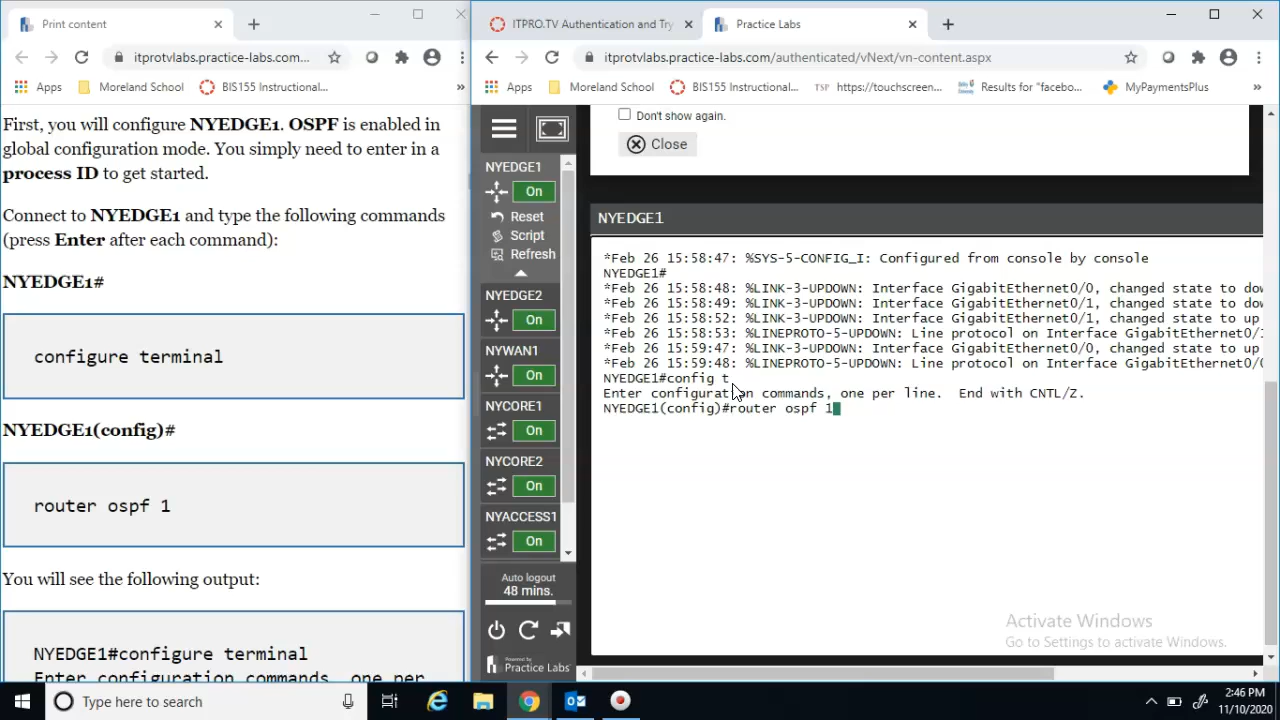 Print content
itprotvlabs.practice-labs.com...
Apps
Moreland School
BIS155 Instructional...
»
First, you will configure NYEDGE1. OSPF is enabled in
global configuration mode. You simply need to enter in a
process ID to get started.
Connect to NYEDGE1 and type the following commands
(press Enter after each command):
NYEDGE1#
configure terminal
NYEDGE1(config)#
router ospf 1
You will see the following output:
NYEDGE1#configure terminal
Enter configuration commands, one per
ITPRO.TV Authentication and Try
Practice Labs
itprotvlabs.practice-labs.com/authenticated/vNext/vn-content.aspx
Apps
Moreland School
BIS155 Instructional...
TSP
https://touchscreen...
Results for "facebo...
MyPaymentsPlus
»
Don't show again.
Close
NYEDGE1
On
Reset
Script
Refresh
NYEDGE2
On
NYWAN1
On
NYCORE1
On
NYCORE2
On
NYACCESS1
On
Auto logout
48 mins.
Powered by
Practice Labs
NYEDGE1
*Feb 26 15:58:47: %SYS-5-CONFIG_I: Configured from console by console
NYEDGE1#
*Feb 26 15:58:48: %LINK-3-UPDOWN: Interface GigabitEthernet0/0, changed state to dow
*Feb 26 15:58:49: %LINK-3-UPDOWN: Interface GigabitEthernet0/1, changed state to dow
*Feb 26 15:58:52: %LINK-3-UPDOWN: Interface GigabitEthernet0/1, changed state to up
*Feb 26 15:58:53: %LINEPROTO-5-UPDOWN: Line protocol on Interface GigabitEthernet0/1
*Feb 26 15:59:47: %LINK-3-UPDOWN: Interface GigabitEthernet0/0, changed state to up
*Feb 26 15:59:48: %LINEPROTO-5-UPDOWN: Line protocol on Interface GigabitEthernet0/0
NYEDGE1#config t
Enter configuration commands, one per line.  End with CNTL/Z.
NYEDGE1(config)#router ospf 1
Activate Windows
Go to Settings to activate Windows.
Type here to search
2:46 PM
11/10/2020